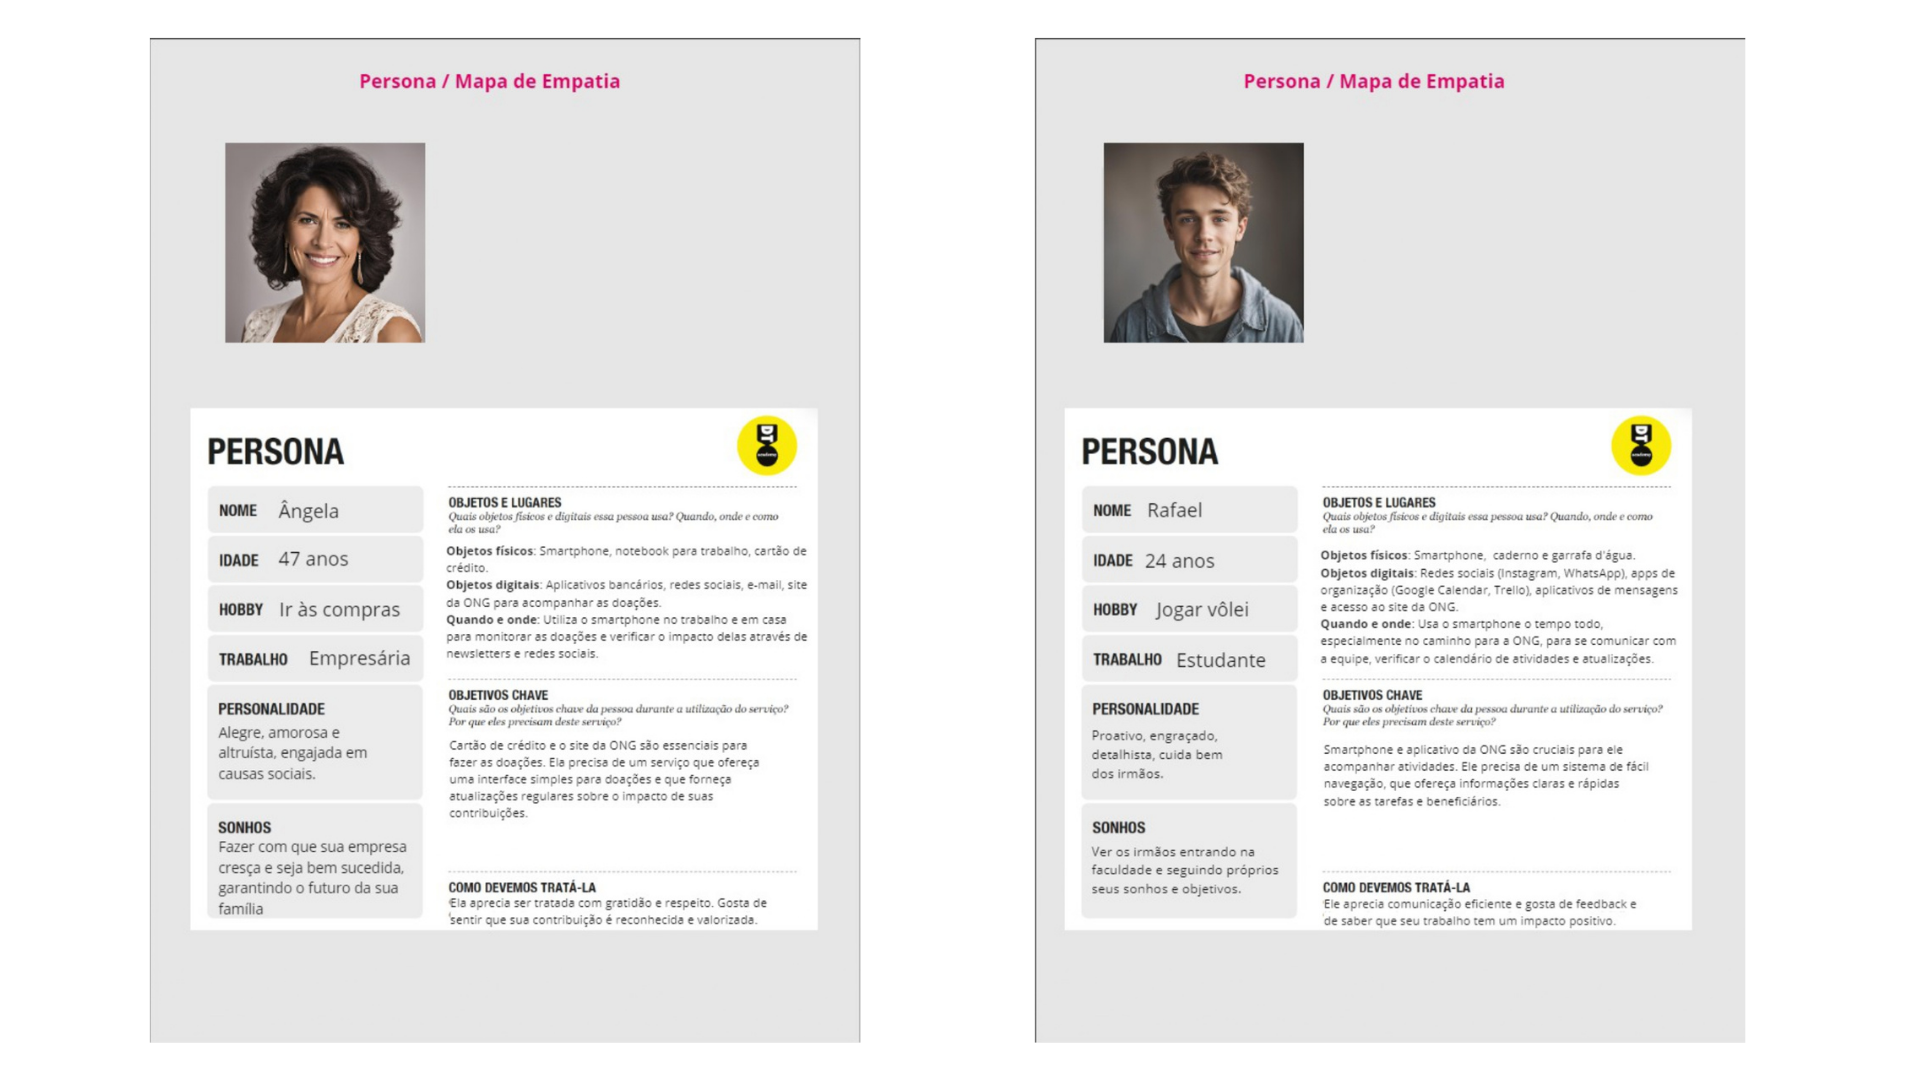 Persona / Mapa de Empatia
PERSONA
DT
academy
NOME Ângela
IDADE 47 anos
HOBBY Ir às compras
TRABALHO Empresária
PERSONALIDADE
Alegre, amorosa e
altruísta, engajada em
causas sociais.
SONHOS
Fazer com que sua empresa
cresça e seja bem sucedida,
garantindo o futuro da sua
família
OBJETOS E LUGARES
Quais objetos físicos e digitais essa pessoa usa? Quando, onde e como
ela os usa?
Objetos físicos: Smartphone, notebook para trabalho, cartão de
crédito.
Objetos digitais: Aplicativos bancários, redes sociais, e-mail, site
da ONG para acompanhar as doações.
Quando e onde: Utiliza o smartphone no trabalho e em casa
para monitorar as doações e verificar o impacto delas através de
newsletters e redes sociais.
OBJETIVOS CHAVE
Quais são os objetivos chave da pessoa durante a utilização do serviço?
Por que eles precisam deste serviço?
Cartão de crédito e o site da ONG são essenciais para
fazer as doações. Ela precisa de um serviço que ofereça
uma interface simples para doações e que forneça
atualizações regulares sobre o impacto de suas
contribuições.
COMO DEVEMOS TRATÁ-LA
Ela aprecia ser tratada com gratidão e respeito. Gosta de
sentir que sua contribuição é reconhecida e valorizada.
Persona / Mapa de Empatia
PERSONA
DT
academy
NOME Rafael
IDADE 24 anos
HOBBY Jogar vôlei
TRABALHO Estudante
PERSONALIDADE
Proativo, engraçado,
detalhista, cuida bem
dos irmãos.
SONHOS
Ver os irmãos entrando na
faculdade e seguindo próprios
seus sonhos e objetivos.
OBJETOS E LUGARES
Quais objetos físicos e digitais essa pessoa usa? Quando, onde e como
ela os usa?
Objetos físicos: Smartphone, caderno e garrafa d'água.
Objetos digitais: Redes sociais (Instagram, WhatsApp), apps de
organização (Google Calendar, Trello), aplicativos de mensagens
e acesso ao site da ONG.
Quando e onde: Usa o smartphone o tempo todo,
especialmente no caminho para a ONG, para se comunicar com
a equipe, verificar o calendário de atividades e atualizações.
OBJETIVOS CHAVE
Quais são os objetivos chave da pessoa durante a utilização do serviço?
Por que eles precisam deste serviço?
Smartphone e aplicativo da ONG são cruciais para ele
acompanhar atividades. Ele precisa de um sistema de fácil
navegação, que ofereça informações claras e rápidas
sobre as tarefas e beneficiários.
COMO DEVEMOS TRATÁ-LA
Ele aprecia comunicação eficiente e gosta de feedback e
de saber que seu trabalho tem um impacto positivo.